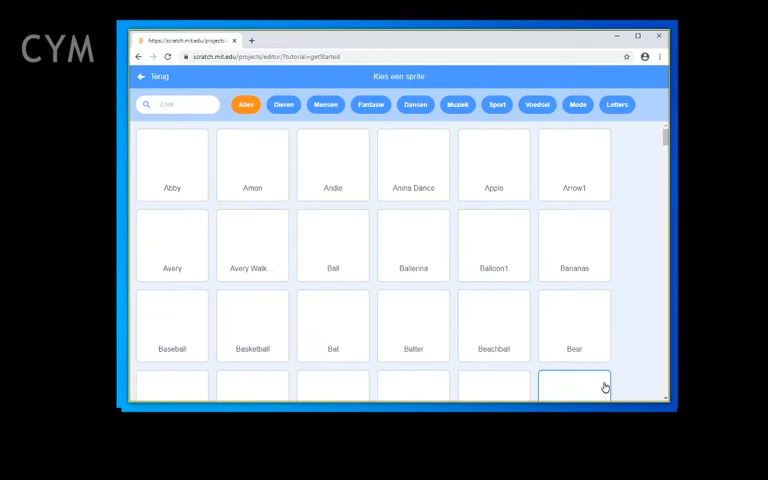 CYM
https://scratch.mit.edu/projects/
scratch.mit.edu/projects/editor/?tutorial=getStarted
Terug
Kies een sprite
Zoek
Alles
Dieren
Mensen
Fantasie
Dansen
Muziek
Sport
Voedsel
Mode
Letters
Abby
Amon
Andie
Anina Dance
Apple
Arrow1
Avery
Avery Walk...
Ball
Ballerina
Balloon1
Bananas
Baseball
Basketball
Bat
Batter
Beachball
Bear